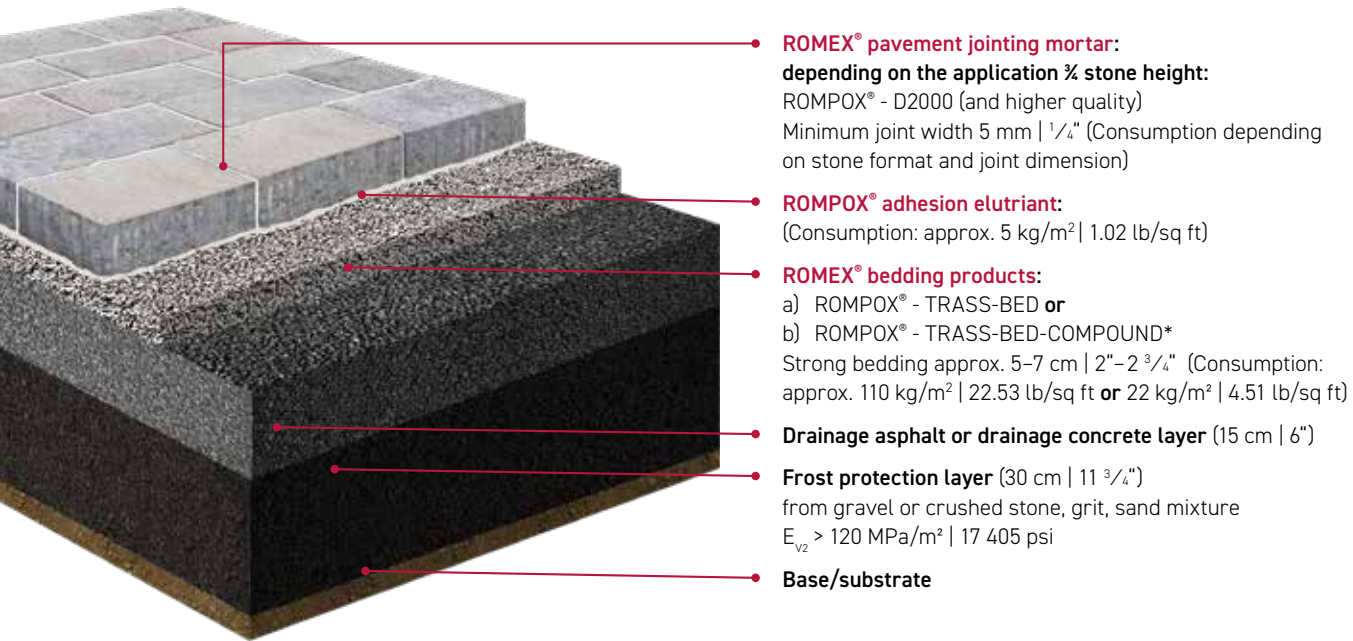 ROMEX® pavement jointing mortar:
depending on the application ¾ stone height:
ROMPOX® - D2000 (and higher quality)
Minimum joint width 5 mm | 1/4" (Consumption depending
on stone format and joint dimension)
ROMPOX® adhesion elutriant:
(Consumption: approx. 5 kg/m² | 1.02 lb/sq ft)
ROMEX® bedding products:
a) ROMPOX® - TRASS-BED or
b) ROMPOX® - TRASS-BED-COMPOUND*
Strong bedding approx. 5–7 cm | 2"–2 3/4" (Consumption:
approx. 110 kg/m² | 22.53 lb/sq ft or 22 kg/m² | 4.51 lb/sq ft)
Drainage asphalt or drainage concrete layer (15 cm | 6")
Frost protection layer (30 cm | 11 3/4")
from gravel or crushed stone, grit, sand mixture
Ev2 > 120 MPa/m² | 17 405 psi
Base/substrate